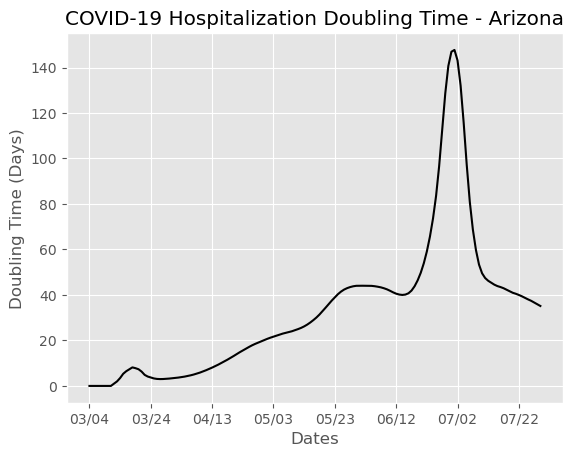 COVID-19 Hospitalization Doubling Time - Arizona
140
120
100
80
60
40
20
0
Doubling Time (Days)
03/04 03/24 04/13 05/03 05/23 06/12 07/02 07/22
Dates